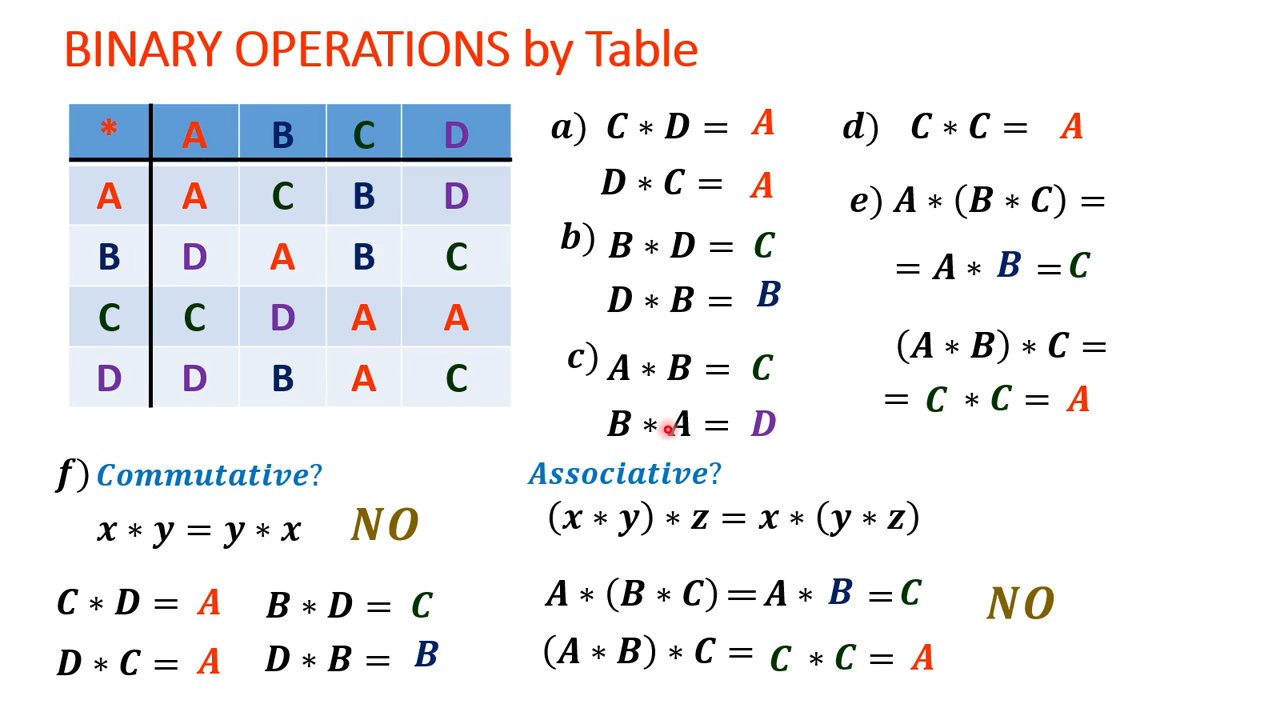 BINARY OPERATIONS by Table
* A B C D
A A C B D
B D A B C
C C D A A
D D B A C
a) C ∗ D = A
D ∗ C = A
b) B ∗ D = C
D ∗ B = B
c) A ∗ B = C
B ∗ A = D
d) C ∗ C = A
e) A ∗ (B ∗ C) =
= A ∗ B = C
(A ∗ B) ∗ C =
= C ∗ C = A
f) Commutative?
x ∗ y = y ∗ x NO
C ∗ D = A B ∗ D = C
D ∗ C = A D ∗ B = B
Associative?
(x ∗ y) ∗ z = x ∗ (y ∗ z)
A ∗ (B ∗ C) = A ∗ B = C
NO
(A ∗ B) ∗ C = C ∗ C = A